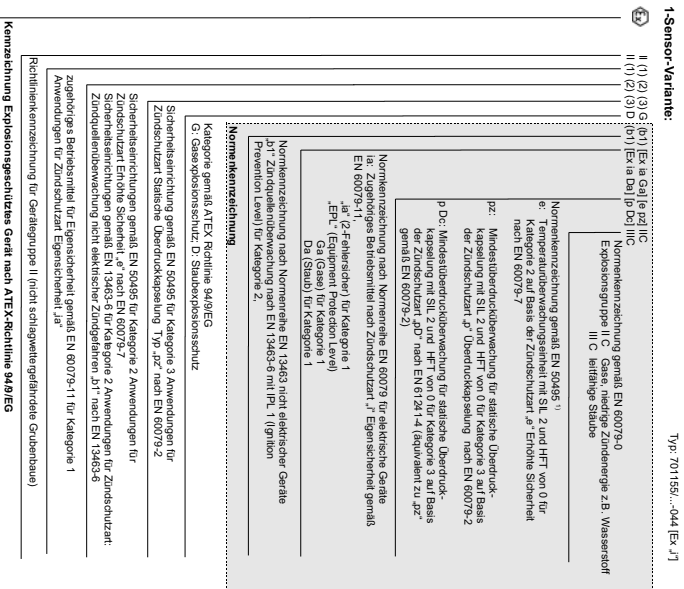 1-Sensor-Variante:
Typ: 701155/...-044 [Ex „i"]
Ex
II (1) (2) (3) G (b1) [Ex ia Ga] [e pz] IIC
II (1) (2) (3) D (b1) [Ex ia Da] [p Dc] IIIC
Normenkennzeichnung gemäß EN 60079-0
Explosionsgruppe II C Gase, niedrige Zündenergie z.B. Wasserstoff
III C leitfähige Stäube
Normenkennzeichnung gemäß EN 50495 1)
e: Temperaturüberwachungseinheit mit SIL 2 und HFT von 0 für
Kategorie 2 auf Basis der Zündschutzart „e" Erhöhte Sicherheit
nach EN 60079-7
pz: Mindestüberdrucküberwachung für statische Überdruck-
kapselung mit SIL 2 und HFT von 0 für Kategorie 3 auf Basis
der Zündschutzart „p" Überdruckkapselung nach EN 60079-2
p Dc: Mindestüberdrucküberwachung für statische Überdruck-
kapselung mit SIL 2 und HFT von 0 für Kategorie 3 auf Basis
der Zündschutzart „pD" nach EN 61241-4 (äquivalent zu „pz"
gemäß EN 60079-2)
Normkennzeichnung nach Normenreihe EN 60079 für elektrische Geräte
ia: Zugehöriges Betriebsmittel nach Zündschutzart „i" Eigensicherheit gemäß
EN 60079-11,
„ia" (2-Fehlersicher) für Kategorie 1
„EPL" (Equipment Protection Level)
Ga (Gase) für Kategorie 1
Da (Staub) für Kategorie 1
Normkennzeichnung nach Normenreihe EN 13463 nicht elektrischer Geräte
„b1" Zündquellenüberwachung nach EN 13463-6 mit IPL 1 (Ignition
Prevention Level) für Kategorie 2,
Normenkennzeichnung
Kategorie gemäß ATEX Richtlinie 94/9/EG
G: Gasexplosionsschutz; D: Staubexplosionsschutz
Sicherheitseinrichtung gemäß EN 50495 für Kategorie 3 Anwendungen für
Zündschutzart Statische Überdruckkapselung Typ „pz" nach EN 60079-2
Sicherheitseinrichtungen gemäß EN 50495 für Kategorie 2 Anwendungen für
Zündschutzart Erhöhte Sicherheit „e" nach EN 60079-7
Sicherheitseinrichtungen gemäß EN 13463-6 für Kategorie 2 Anwendungen für Zündschutzart:
Zündquellenüberwachung nicht elektrischer Zündgefahren „b1" nach EN 13463-6
zugehöriges Betriebsmittel für Eigensicherheit gemäß EN 60079-11 für Kategorie 1
Anwendungen für Zündschutzart Eigensicherheit „ia"
Richtlinienkennzeichnung für Gerätegruppe II (nicht schlagwettergefährdete Grubenbaue)
Kennzeichnung Explosionsgeschütztes Gerät nach ATEX-Richtlinie 94/9/EG